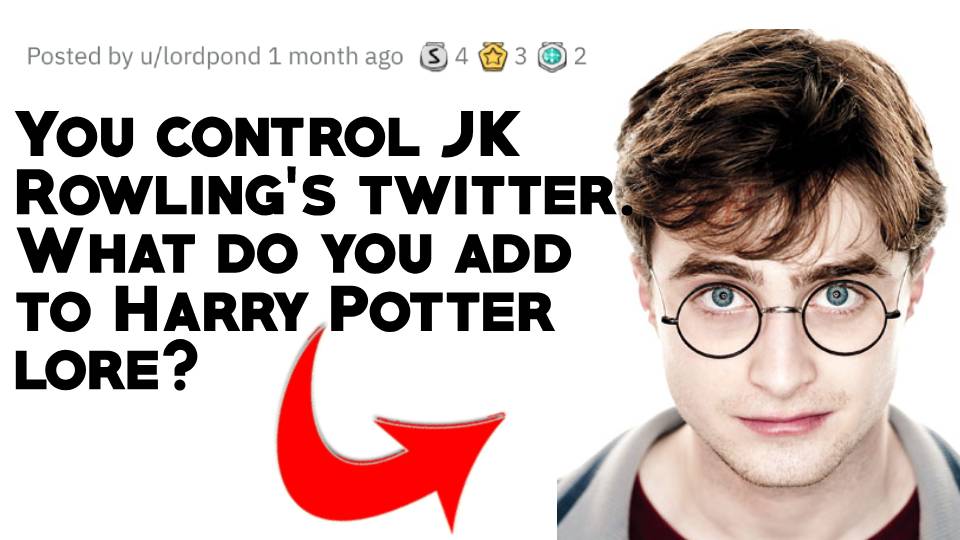 Posted by u/lordpond 1 month ago S 4 3 2
You control JK
Rowling's twitter.
What do you add
to Harry Potter
lore?